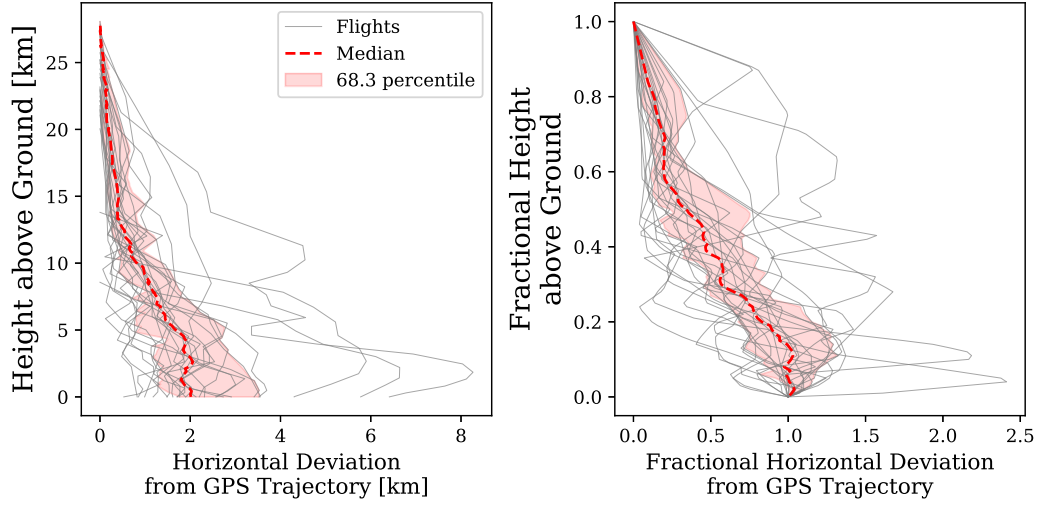 Height above Ground [km]
25
20
15
10
5
0
0
2
4
6
8
Horizontal Deviation
from GPS Trajectory [km]
Flights
Median
68.3 percentile
Fractional Height
above Ground
1.0
0.8
0.6
0.4
0.2
0.0
0.0
0.5
1.0
1.5
2.0
2.5
Fractional Horizontal Deviation
from GPS Trajectory